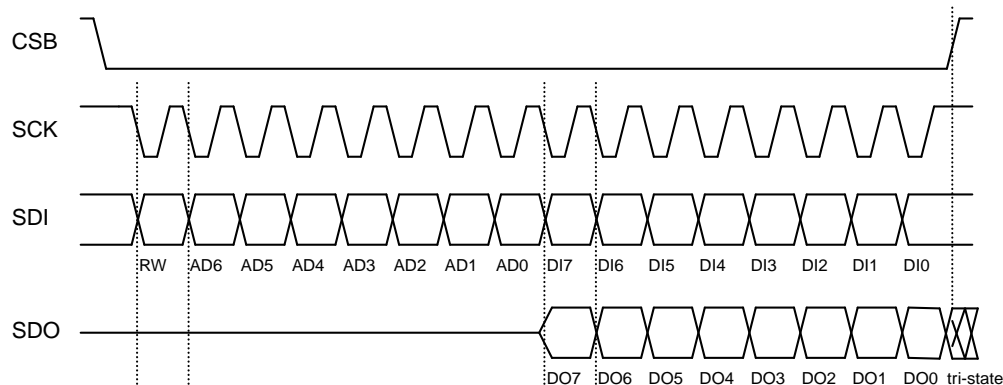 CSB
SCK
SDI
RW AD6 AD5 AD4 AD3 AD2 AD1 AD0 DI7 DI6 DI5 DI4 DI3 DI2 DI1 DI0
SDO
DO7 DO6 DO5 DO4 DO3 DO2 DO1 DO0 tri-state